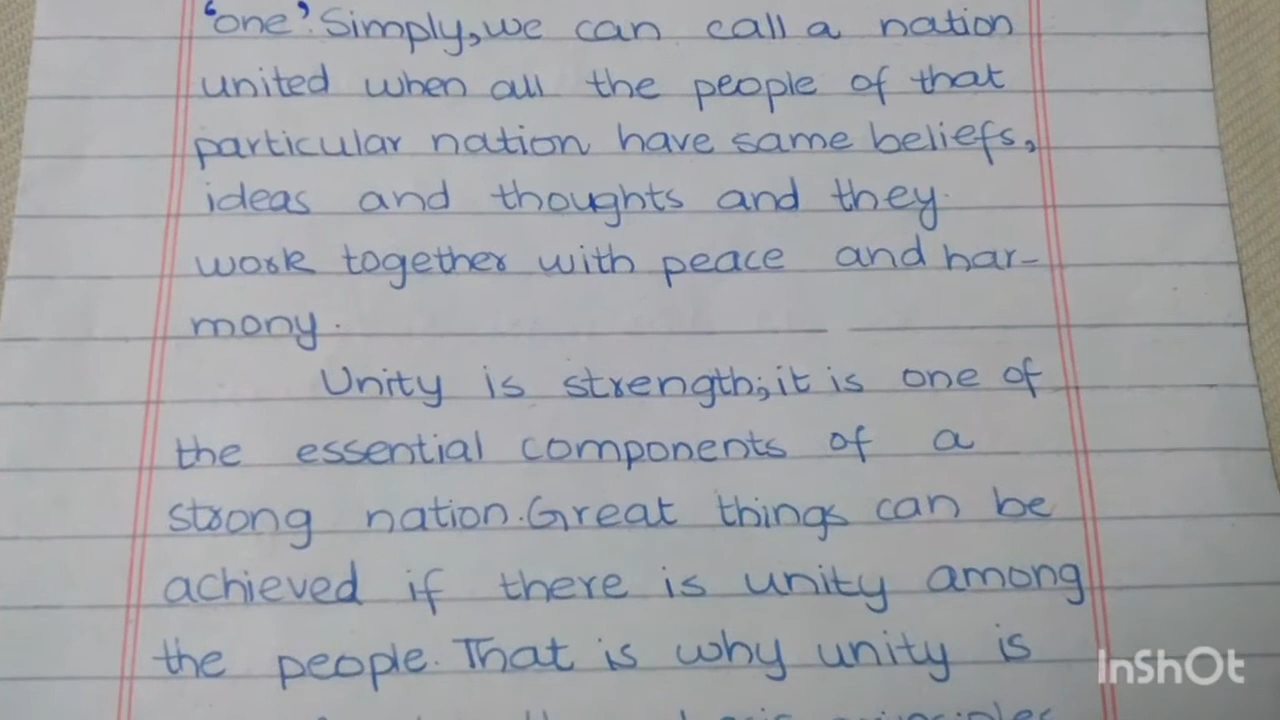 'one'. Simply, we can call a nation
united when all the people of that
particular nation have same beliefs,
ideas and thoughts and they
work together with peace and har-
mony.
Unity is strength; it is one of
the essential components of a
strong nation. Great things can be
achieved if there is unity among
the people. That is why unity is
InShOt